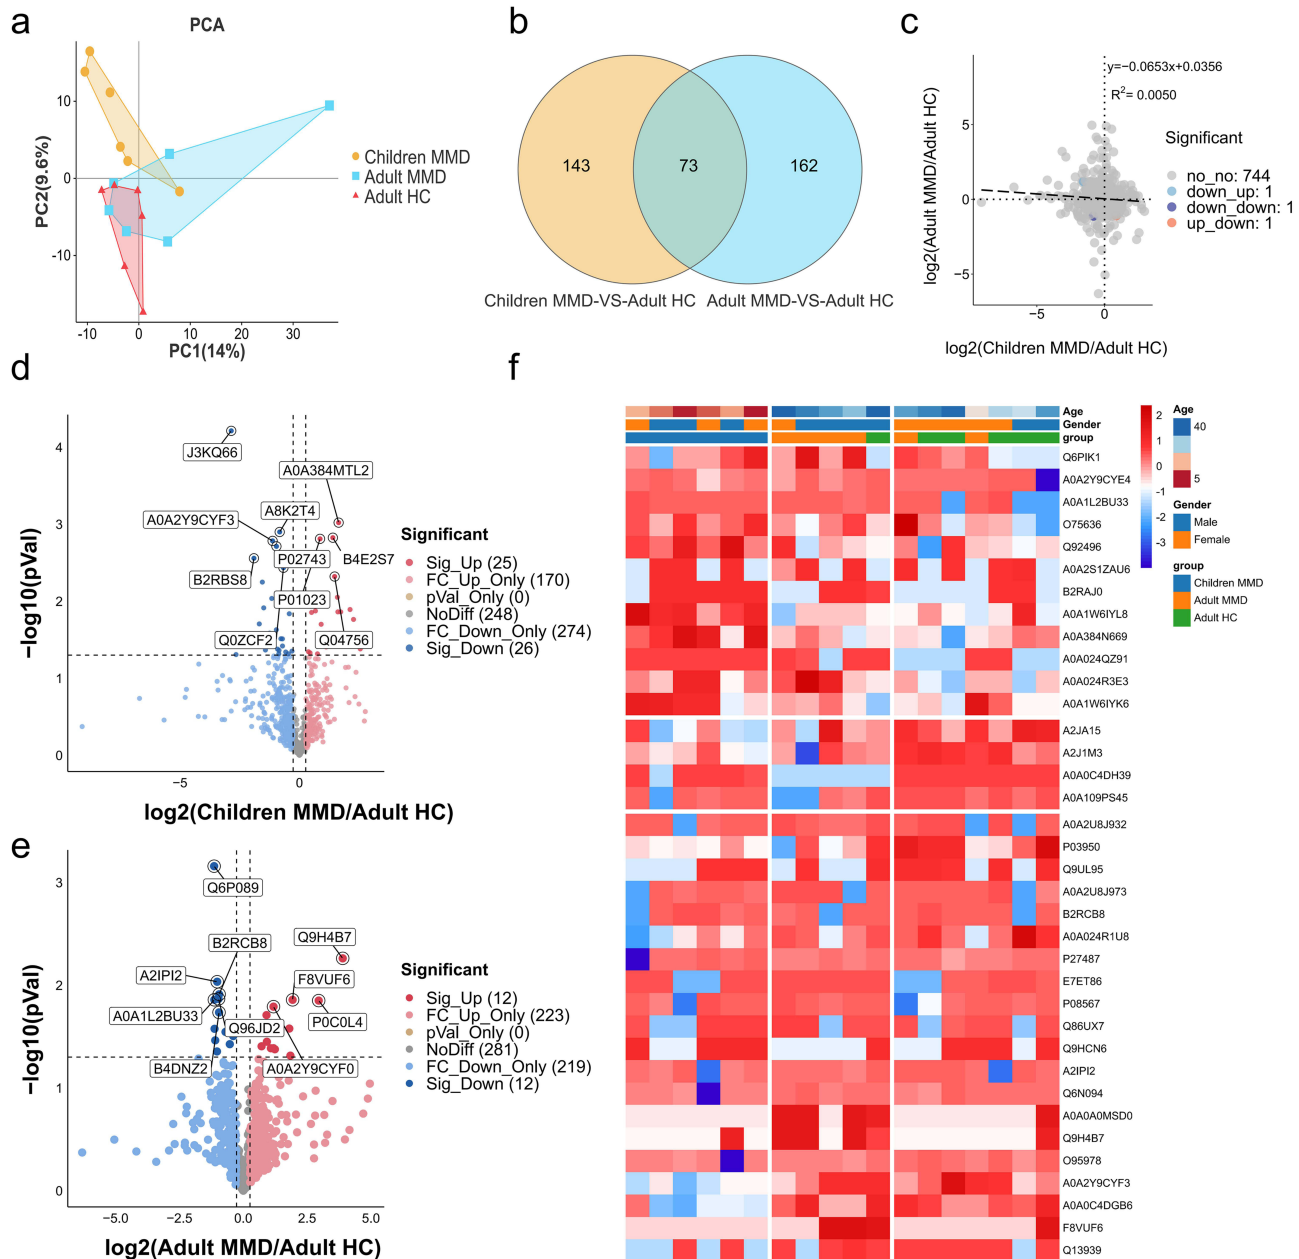 a
PCA
PC2(9.6%)
10
0
-10
-10
0
10
20
30
PC1(14%)
Children MMD
Adult MMD
Adult HC
b
143
73
162
Children MMD-VS-Adult HC
Adult MMD-VS-Adult HC
c
y=−0.0653x+0.0356
R2= 0.0050
log2(Adult MMD/Adult HC)
5
0
−5
−5
0
log2(Children MMD/Adult HC)
Significant
no_no: 744
down_up: 1
down_down: 1
up_down: 1
d
−log10(pVal)
4
3
2
1
0
J3KQ66
A0A384MTL2
A8K2T4
A0A2Y9CYF3
P02743
B4E2S7
B2RBS8
P01023
Q0ZCF2
Q04756
−5
0
log2(Children MMD/Adult HC)
Significant
Sig_Up (25)
FC_Up_Only (170)
pVal_Only (0)
NoDiff (248)
FC_Down_Only (274)
Sig_Down (26)
e
−log10(pVal)
3
2
1
0
Q6P089
B2RCB8
Q9H4B7
A2IPI2
F8VUF6
A0A1L2BU33
P0C0L4
Q96JD2
B4DNZ2
A0A2Y9CYF0
−5.0
−2.5
0.0
2.5
5.0
log2(Adult MMD/Adult HC)
Significant
Sig_Up (12)
FC_Up_Only (223)
pVal_Only (0)
NoDiff (281)
FC_Down_Only (219)
Sig_Down (12)
f
Age
Gender
group
Q6PIK1
A0A2Y9CYE4
A0A1L2BU33
O75636
Q92496
A0A2S1ZAU6
B2RAJ0
A0A1W6IYL8
A0A384N669
A0A024QZ91
A0A024R3E3
A0A1W6IYK6
A2JA15
A2J1M3
A0A0C4DH39
A0A109PS45
A0A2U8J932
P03950
Q9UL95
A0A2U8J973
B2RCB8
A0A024R1U8
P27487
E7ET86
P08567
Q86UX7
Q9HCN6
A2IPI2
Q6N094
A0A0A0MSD0
Q9H4B7
O95978
A0A2Y9CYF3
A0A0C4DGB6
F8VUF6
Q13939
2
1
0
-1
-2
-3
Age
40
5
Gender
Male
Female
group
Children MMD
Adult MMD
Adult HC